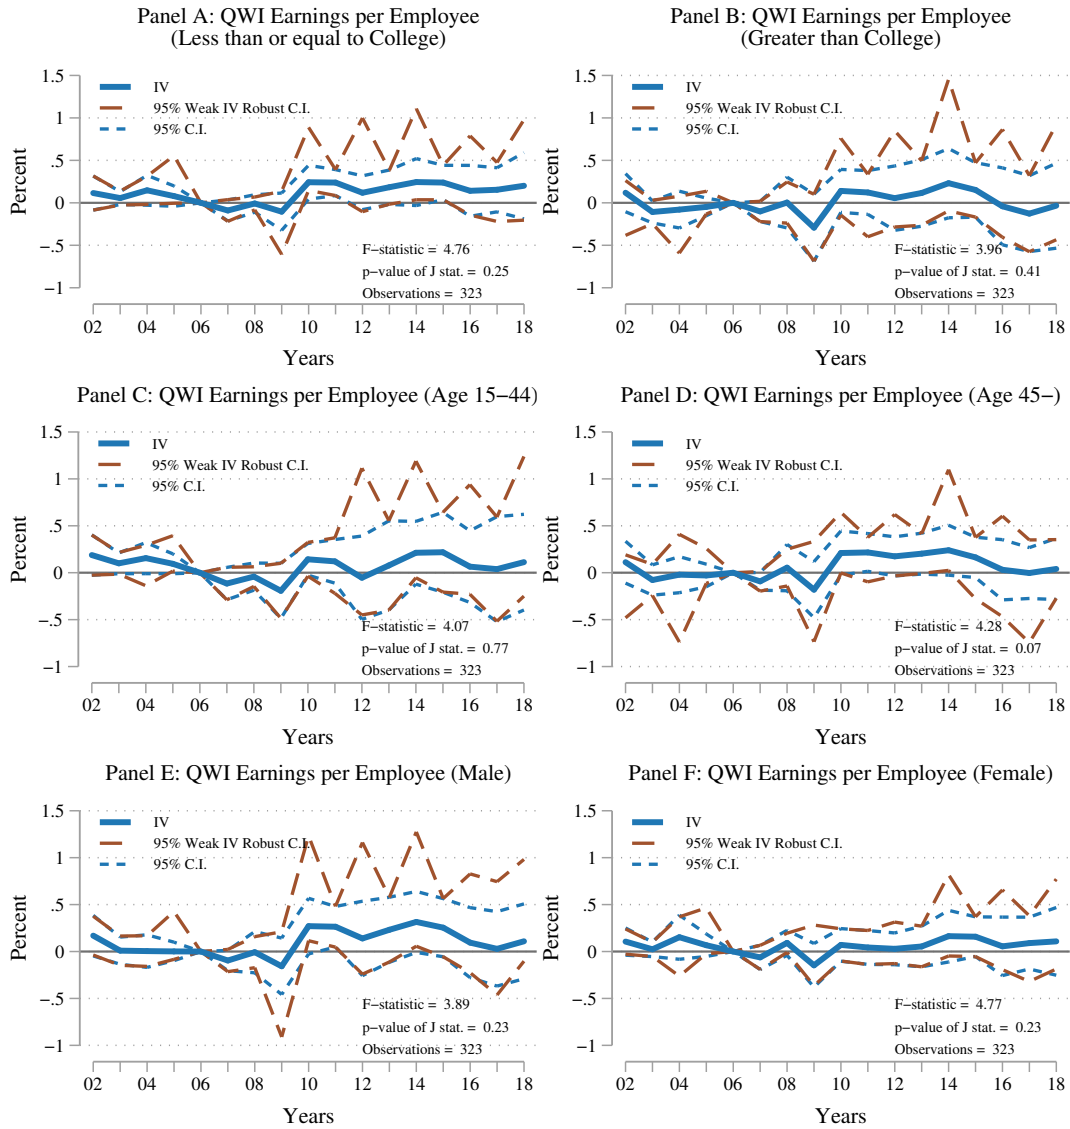 Panel A: QWI Earnings per Employee
(Less than or equal to College)
1.5
1
.5
0
−.5
−1
Percent
IV
95% Weak IV Robust C.I.
95% C.I.
F−statistic = 4.76
p−value of J stat. = 0.25
Observations = 323
02 04 06 08 10 12 14 16 18
Years
Panel B: QWI Earnings per Employee
(Greater than College)
1.5
1
.5
0
−.5
−1
Percent
IV
95% Weak IV Robust C.I.
95% C.I.
F−statistic = 3.96
p−value of J stat. = 0.41
Observations = 323
02 04 06 08 10 12 14 16 18
Years
Panel C: QWI Earnings per Employee (Age 15−44)
1.5
1
.5
0
−.5
−1
Percent
IV
95% Weak IV Robust C.I.
95% C.I.
F−statistic = 4.07
p−value of J stat. = 0.77
Observations = 323
02 04 06 08 10 12 14 16 18
Years
Panel D: QWI Earnings per Employee (Age 45−)
1.5
1
.5
0
−.5
−1
Percent
IV
95% Weak IV Robust C.I.
95% C.I.
F−statistic = 4.28
p−value of J stat. = 0.07
Observations = 323
02 04 06 08 10 12 14 16 18
Years
Panel E: QWI Earnings per Employee (Male)
1.5
1
.5
0
−.5
−1
Percent
IV
95% Weak IV Robust C.I.
95% C.I.
F−statistic = 3.89
p−value of J stat. = 0.23
Observations = 323
02 04 06 08 10 12 14 16 18
Years
Panel F: QWI Earnings per Employee (Female)
1.5
1
.5
0
−.5
−1
Percent
IV
95% Weak IV Robust C.I.
95% C.I.
F−statistic = 4.77
p−value of J stat. = 0.23
Observations = 323
02 04 06 08 10 12 14 16 18
Years